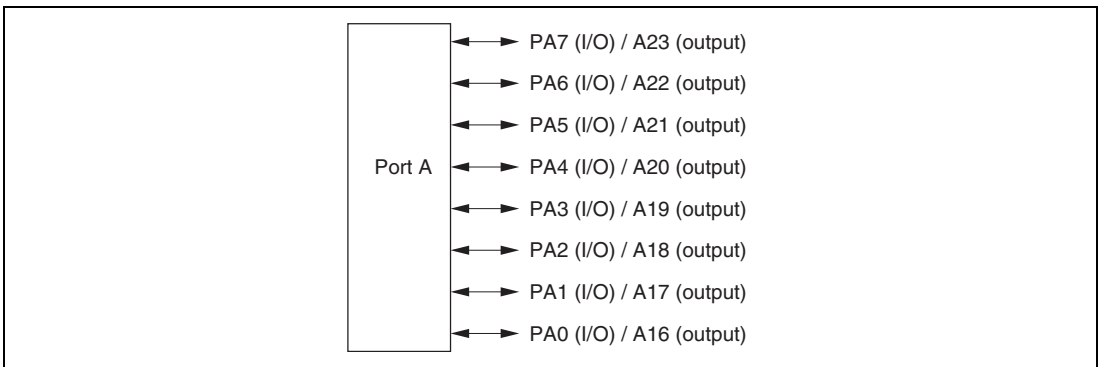 PA7 (I/O) / A23 (output)
PA6 (I/O) / A22 (output)
PA5 (I/O) / A21 (output)
Port A
PA4 (I/O) / A20 (output)
PA3 (I/O) / A19 (output)
PA2 (I/O) / A18 (output)
PA1 (I/O) / A17 (output)
PA0 (I/O) / A16 (output)